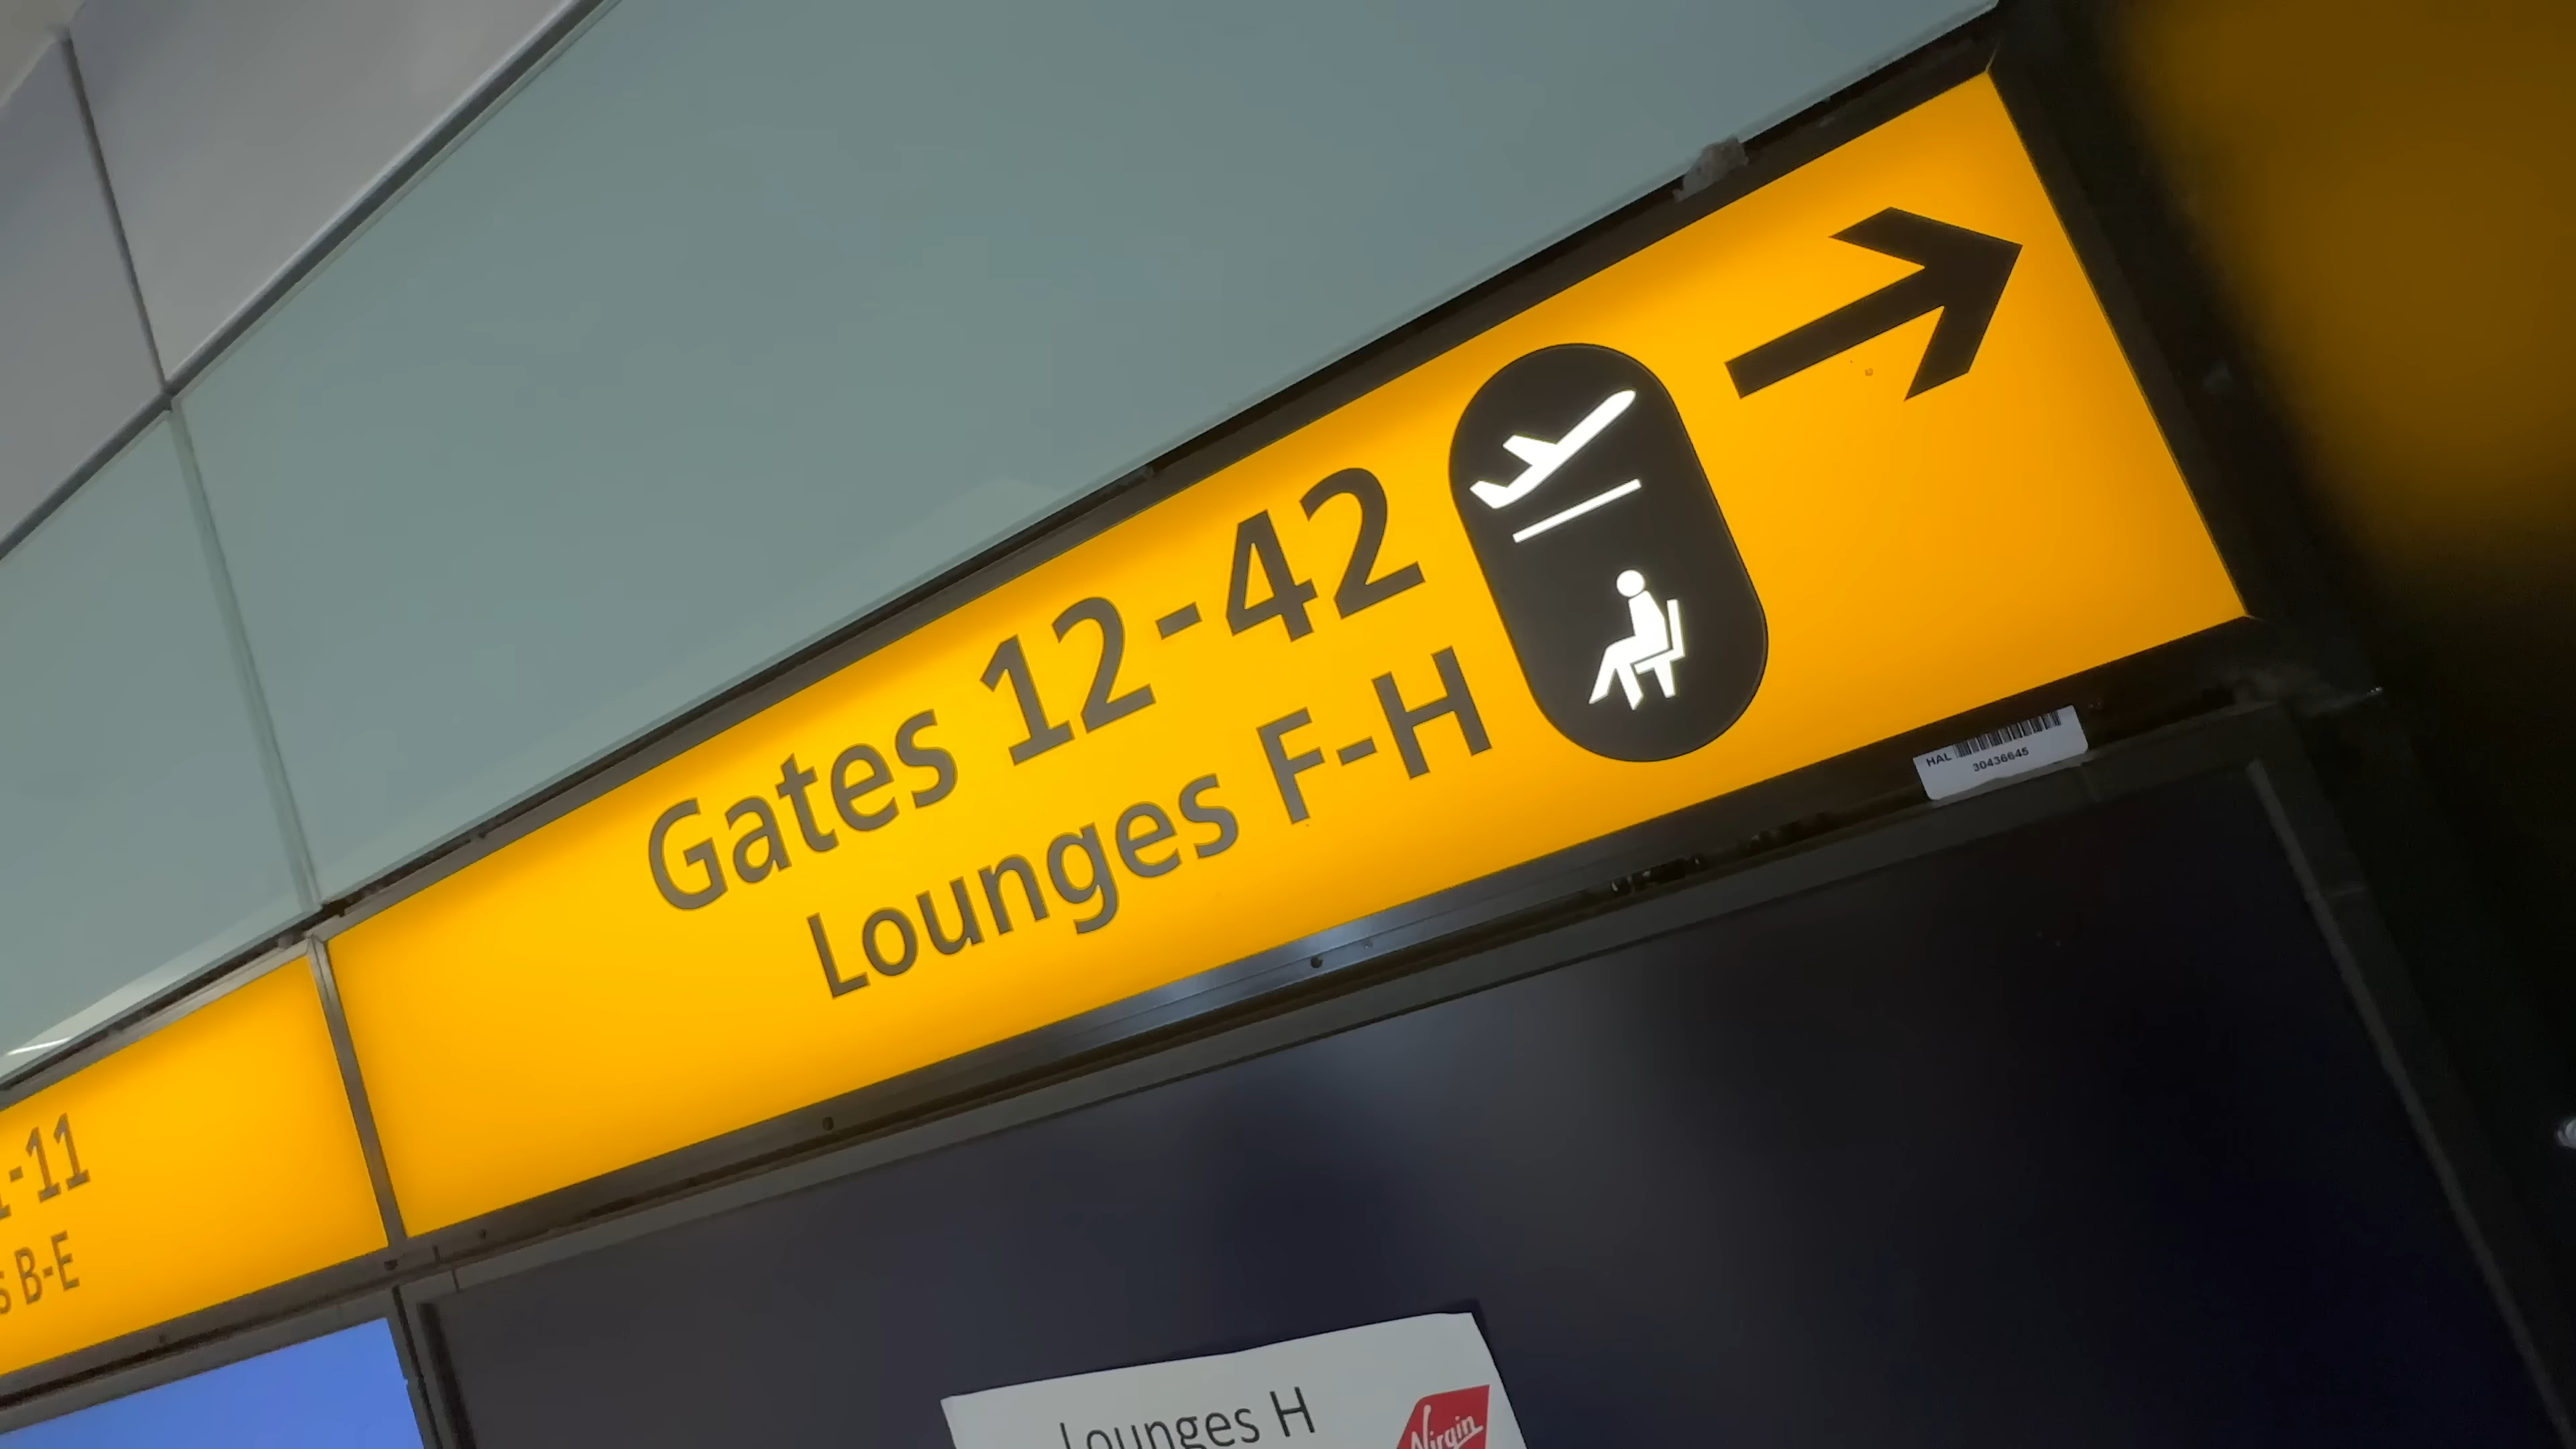 Gates 12-42
Lounges F-H
HAL
30436645
-11
B-E
Lounges H
Virgin